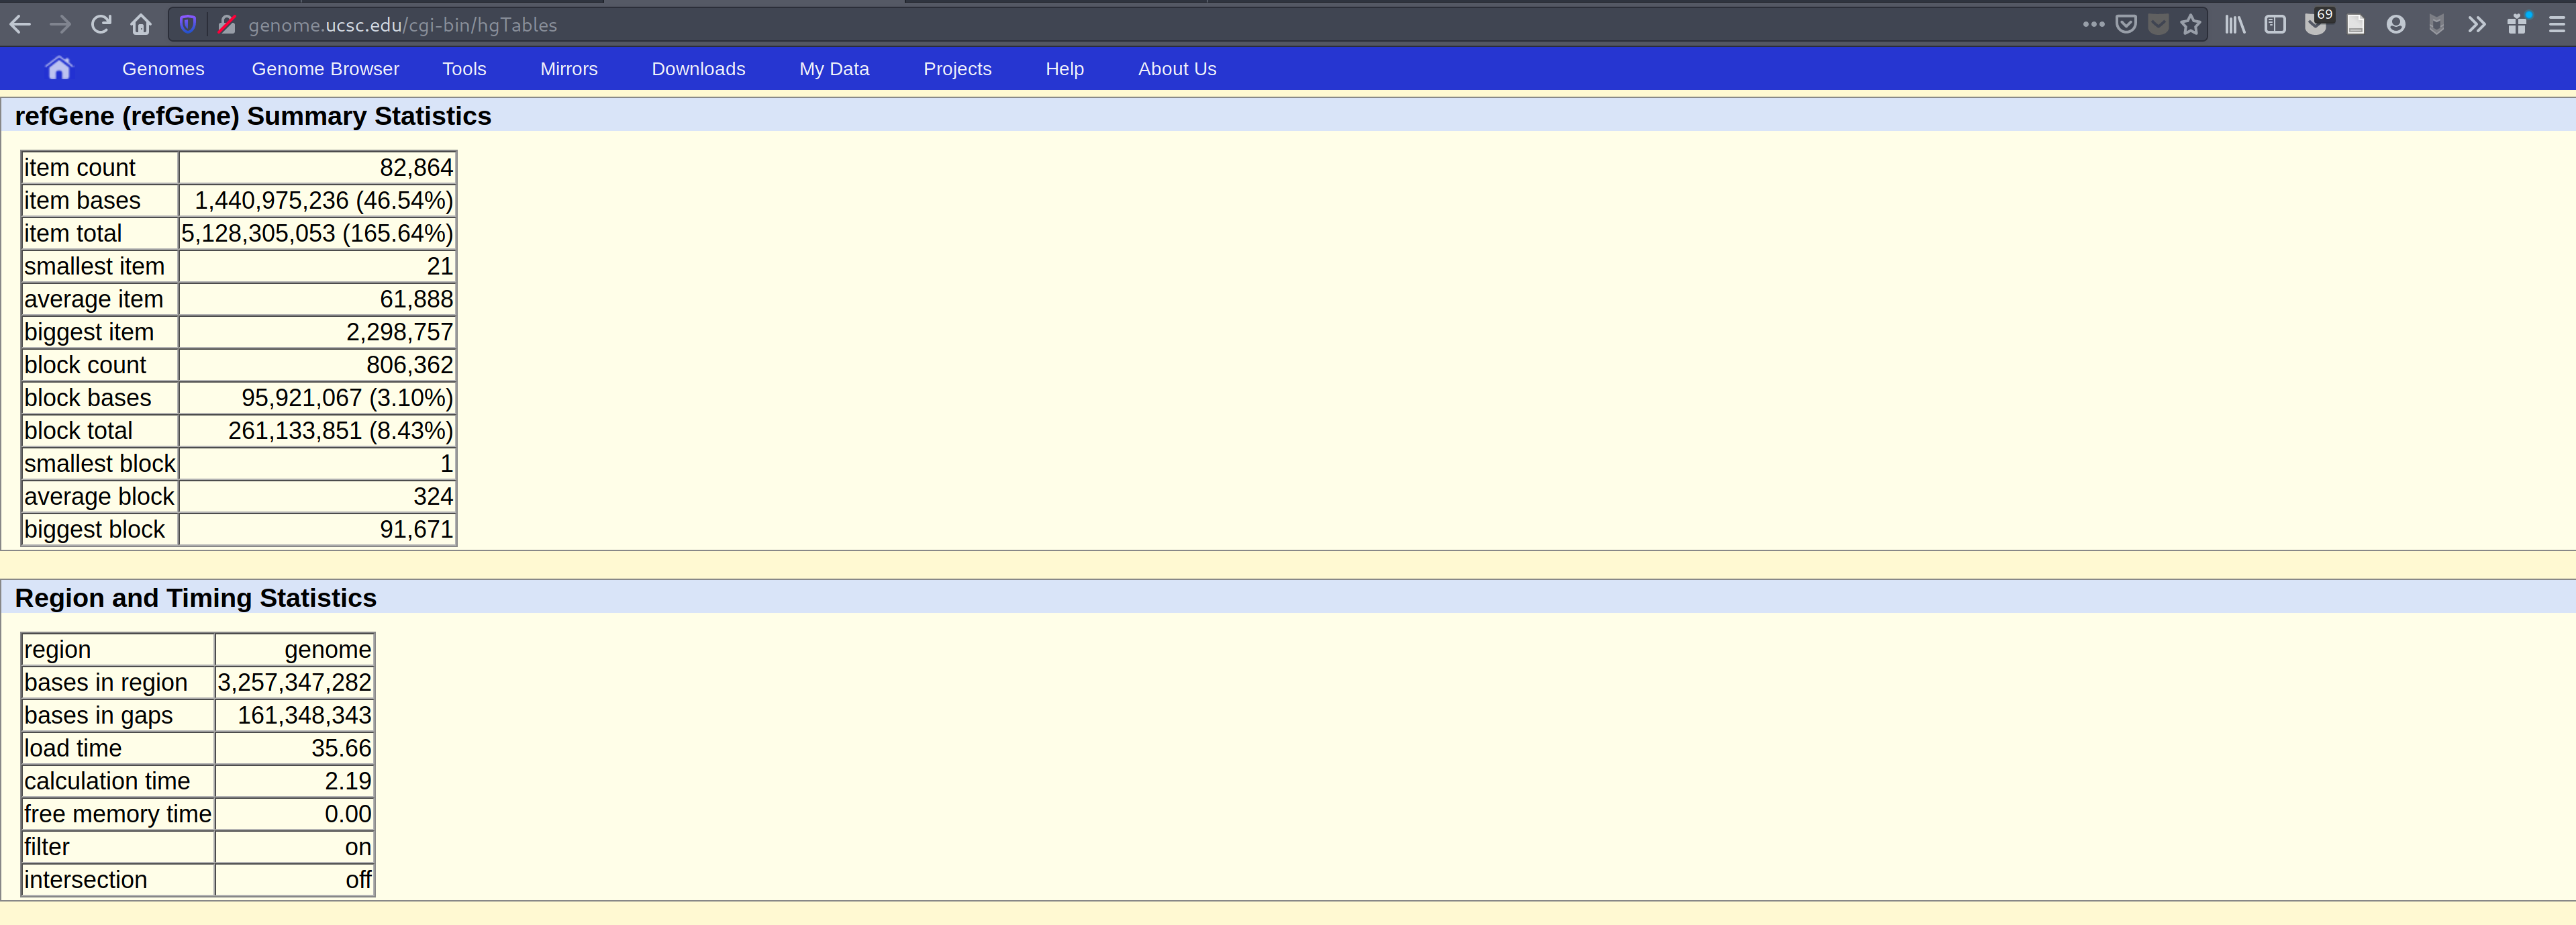 genome.ucsc.edu/cgi-bin/hgTables
69
Genomes Genome Browser Tools Mirrors Downloads My Data Projects Help About Us
refGene (refGene) Summary Statistics
item count 82,864
item bases 1,440,975,236 (46.54%)
item total 5,128,305,053 (165.64%)
smallest item 21
average item 61,888
biggest item 2,298,757
block count 806,362
block bases 95,921,067 (3.10%)
block total 261,133,851 (8.43%)
smallest block 1
average block 324
biggest block 91,671
Region and Timing Statistics
region genome
bases in region 3,257,347,282
bases in gaps 161,348,343
load time 35.66
calculation time 2.19
free memory time 0.00
filter on
intersection off